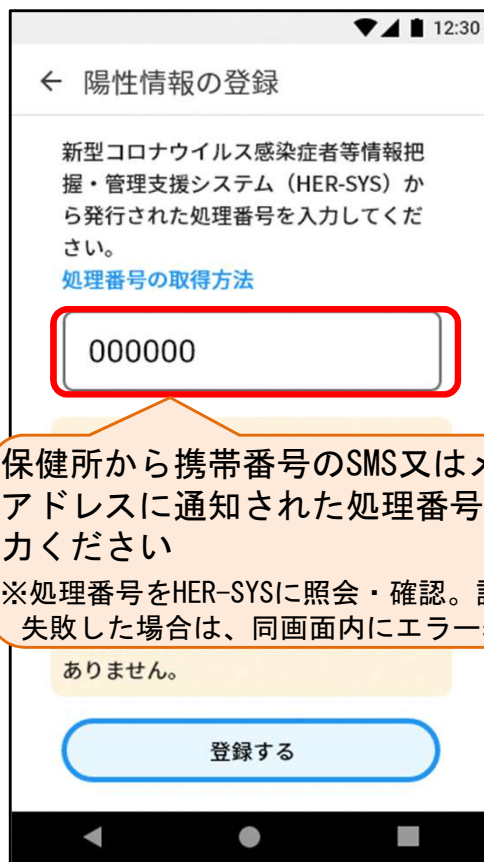 12:30
← 陽性情報の登録
新型コロナウイルス感染症者等情報把
握・管理支援システム（HER-SYS）か
ら発行された処理番号を入力してくだ
さい。
処理番号の取得方法
000000
保健所から携帯番号のSMS又は
アドレスに通知された処理番号
力ください
※処理番号をHER-SYSに照会・確認。
失敗した場合は、同画面内にエラー
ありません。
登録する